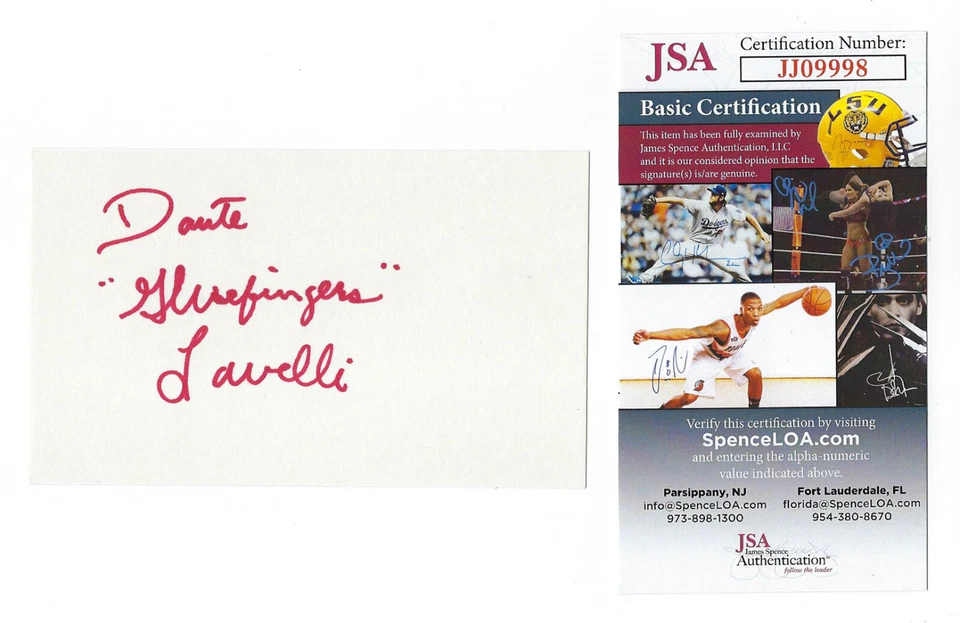 Dante
"Gluefingers"
Lavelli
JSA
Certification Number:
JJ09998
Basic Certification
This item has been fully examined by
James Spence Authentication, LLC
and it is our considered opinion that the
signature(s) is/are genuine.
LSU
Dodgers
Verify this certification by visiting
SpenceLOA.com
and entering the alpha-numeric
value indicated above.
Parsippany, NJ
info@SpenceLOA.com
973-898-1300
Fort Lauderdale, FL
florida@SpenceLOA.com
954-380-8670
JSA
James Spence
Authentication
follow the leader